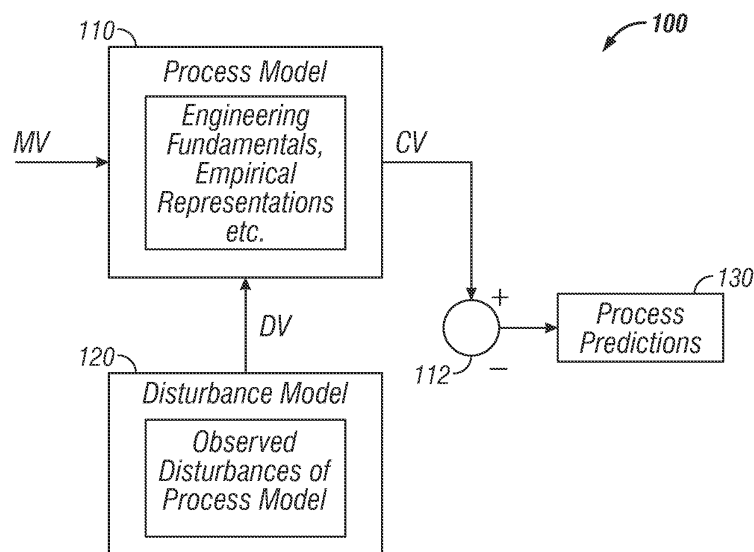 100
110
Process Model
Engineering
Fundamentals,
Empirical
Representations
etc.
MV
CV
+
−
112
130
Process
Predictions
DV
120
Disturbance Model
Observed
Disturbances of
Process Model